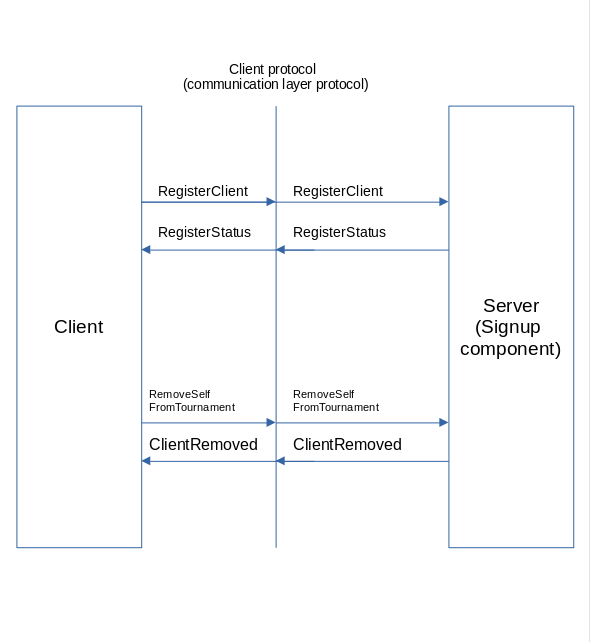 Client protocol
(communication layer protocol)
RegisterClient
RegisterClient
RegisterStatus
RegisterStatus
Client
Server
(Signup
component)
RemoveSelf
FromTournament
RemoveSelf
FromTournament
ClientRemoved
ClientRemoved